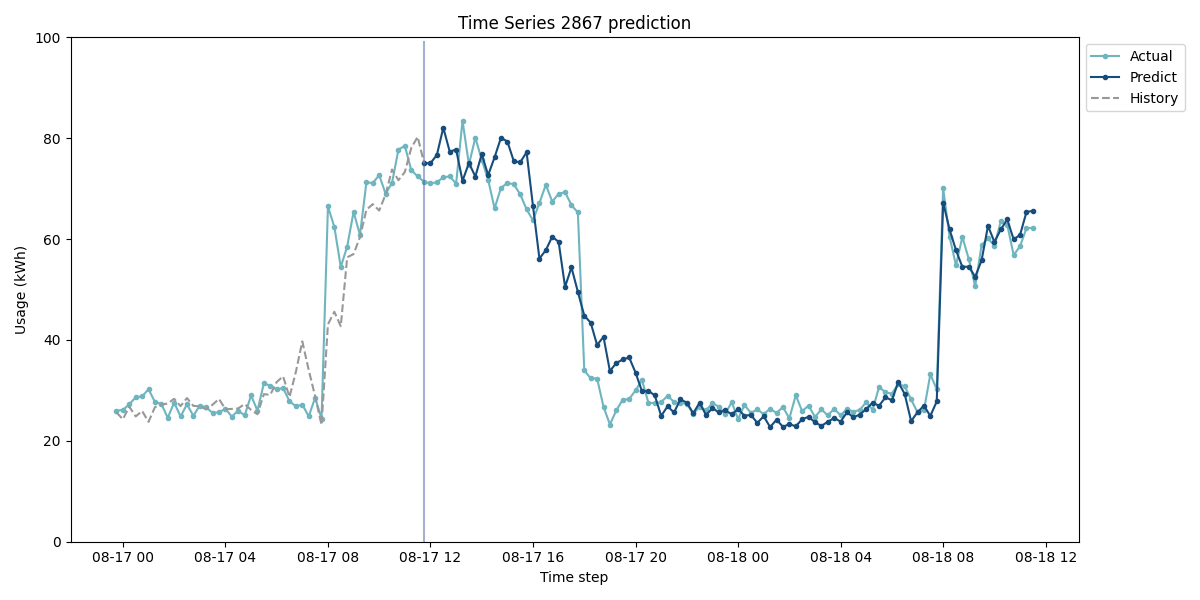 Time Series 2867 prediction
100
80
60
40
20
0
Usage (kWh)
08-17 00
08-17 04
08-17 08
08-17 12
08-17 16
08-17 20
08-18 00
08-18 04
08-18 08
08-18 12
Time step
Actual
Predict
History